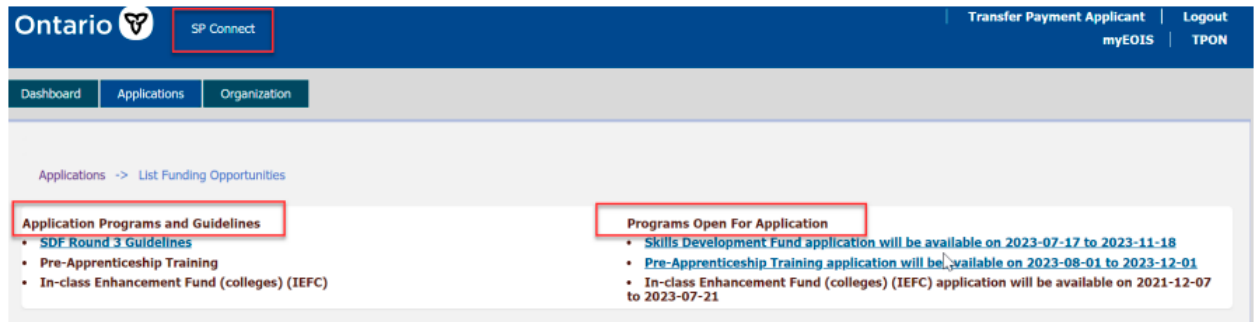 Ontario
SP Connect
Transfer Payment Applicant | Logout
myEOIS | TPON
Dashboard Applications Organization
Applications -> List Funding Opportunities
Application Programs and Guidelines
• SDF Round 3 Guidelines
• Pre-Apprenticeship Training
• In-class Enhancement Fund (colleges) (IEFC)
Programs Open For Application
• Skills Development Fund application will be available on 2023-07-17 to 2023-11-18
• Pre-Apprenticeship Training application will be available on 2023-08-01 to 2023-12-01
• In-class Enhancement Fund (colleges) (IEFC) application will be available on 2021-12-07
to 2023-07-21